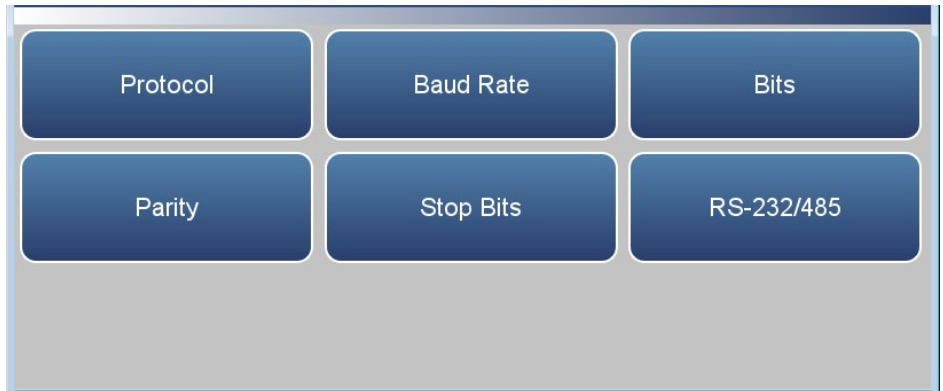 Protocol
Baud Rate
Bits
Parity
Stop Bits
RS-232/485